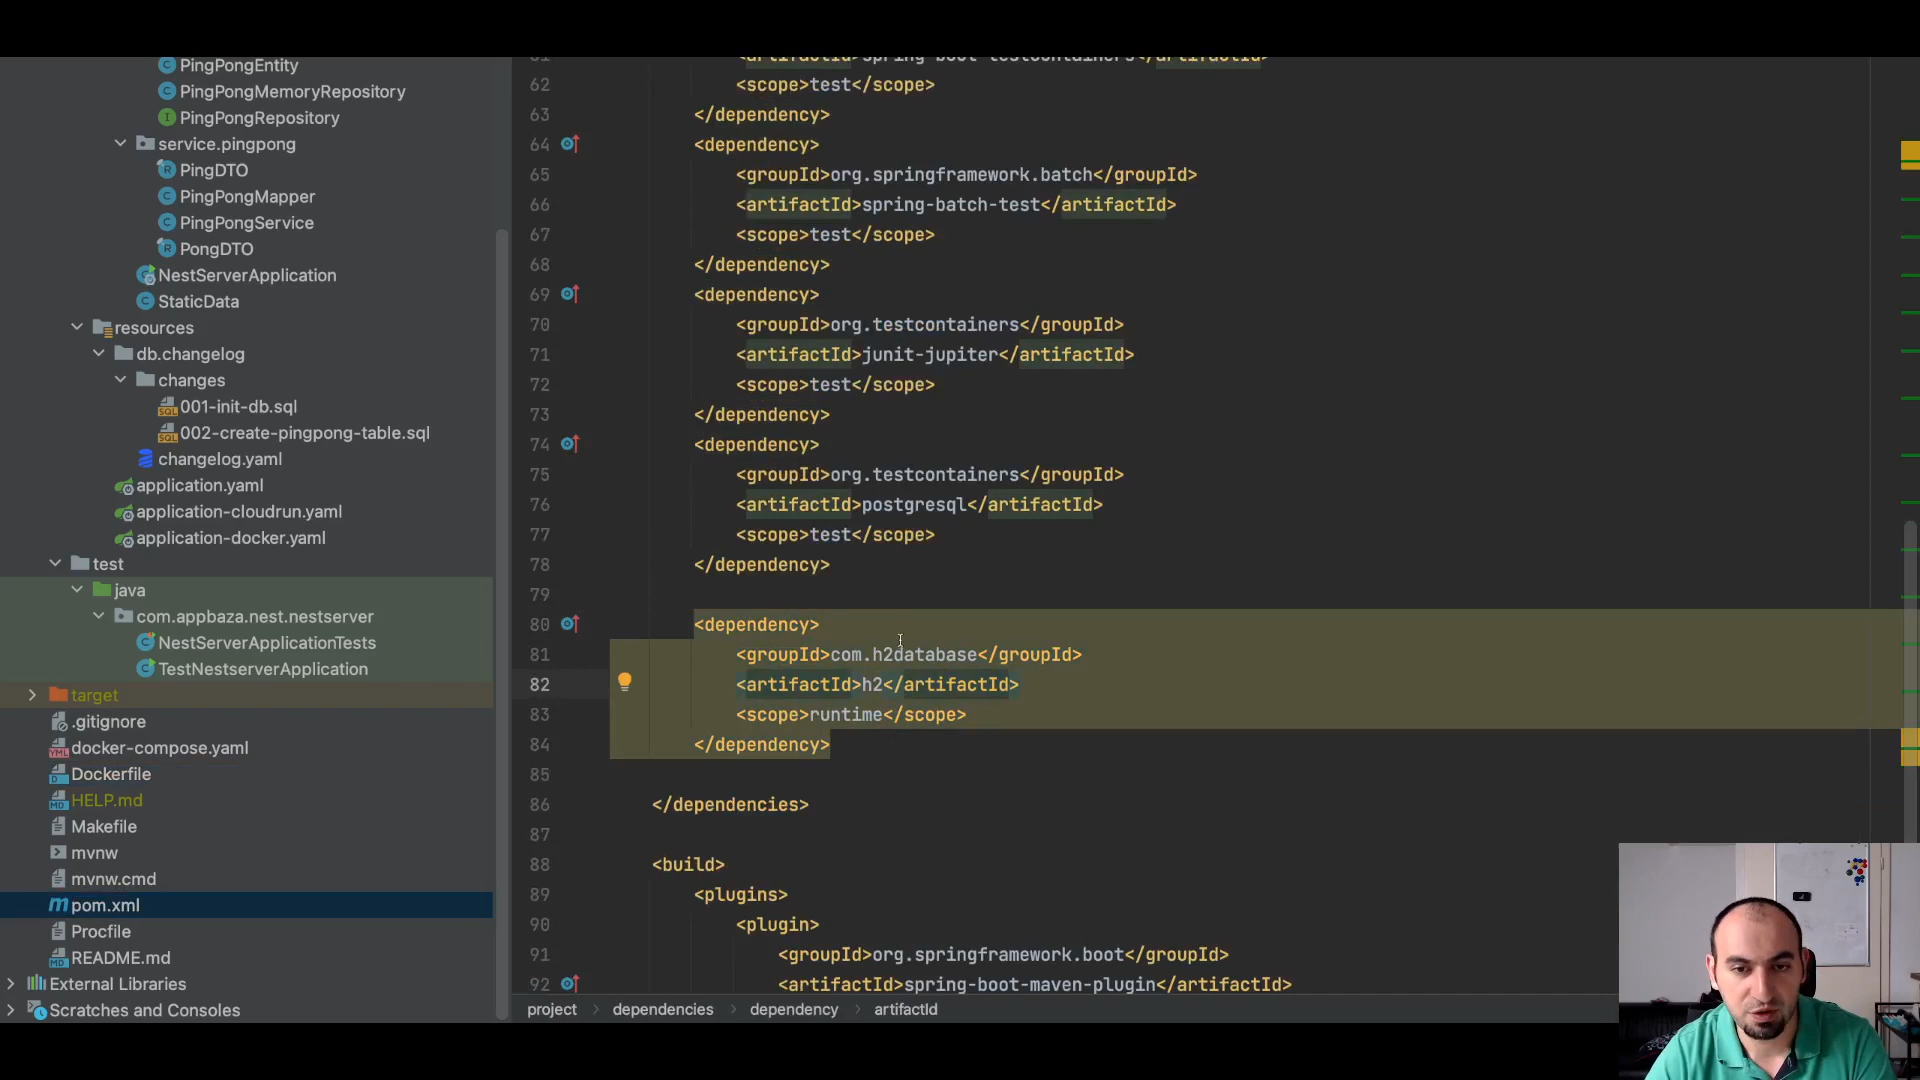 PingPongEntity
PingPongMemoryRepository
PingPongRepository
service.pingpong
PingDTO
PingPongMapper
PingPongService
PongDTO
NestServerApplication
StaticData
resources
db.changelog
changes
001-init-db.sql
002-create-pingpong-table.sql
changelog.yaml
application.yaml
application-cloudrun.yaml
application-docker.yaml
test
java
com.appbaza.nest.nestserver
NestServerApplicationTests
TestNestserverApplication
target
.gitignore
docker-compose.yaml
Dockerfile
HELP.md
Makefile
mvnw
mvnw.cmd
pom.xml
Procfile
README.md
External Libraries
Scratches and Consoles
61 <artifactId>spring-boot-testcontainers</artifactId>
62 <scope>test</scope>
63 </dependency>
64 <dependency>
65 <groupId>org.springframework.batch</groupId>
66 <artifactId>spring-batch-test</artifactId>
67 <scope>test</scope>
68 </dependency>
69 <dependency>
70 <groupId>org.testcontainers</groupId>
71 <artifactId>junit-jupiter</artifactId>
72 <scope>test</scope>
73 </dependency>
74 <dependency>
75 <groupId>org.testcontainers</groupId>
76 <artifactId>postgresql</artifactId>
77 <scope>test</scope>
78 </dependency>
79
80 <dependency>
81 <groupId>com.h2database</groupId>
82 <artifactId>h2</artifactId>
83 <scope>runtime</scope>
84 </dependency>
85
86 </dependencies>
87
88 <build>
89 <plugins>
90 <plugin>
91 <groupId>org.springframework.boot</groupId>
92 <artifactId>spring-boot-maven-plugin</artifactId>
project > dependencies > dependency > artifactId